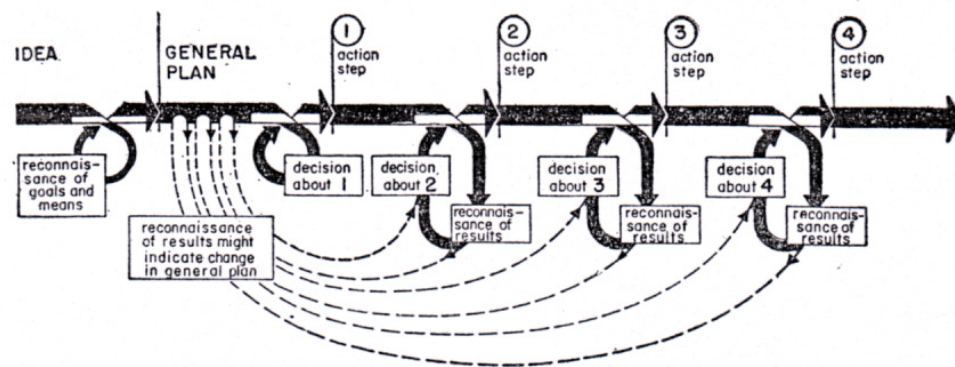 IDEA
GENERAL
PLAN
1
action
step
2
action
step
3
action
step
4
action
step
reconnais-
sance of
goals and
means
decision
about 1
decision
about 2
decision
about 3
decision
about 4
reconnaissance
of results might
indicate change
in general plan
reconnais-
sance of
results
reconnais-
sance of
results
reconnais-
sance of
results